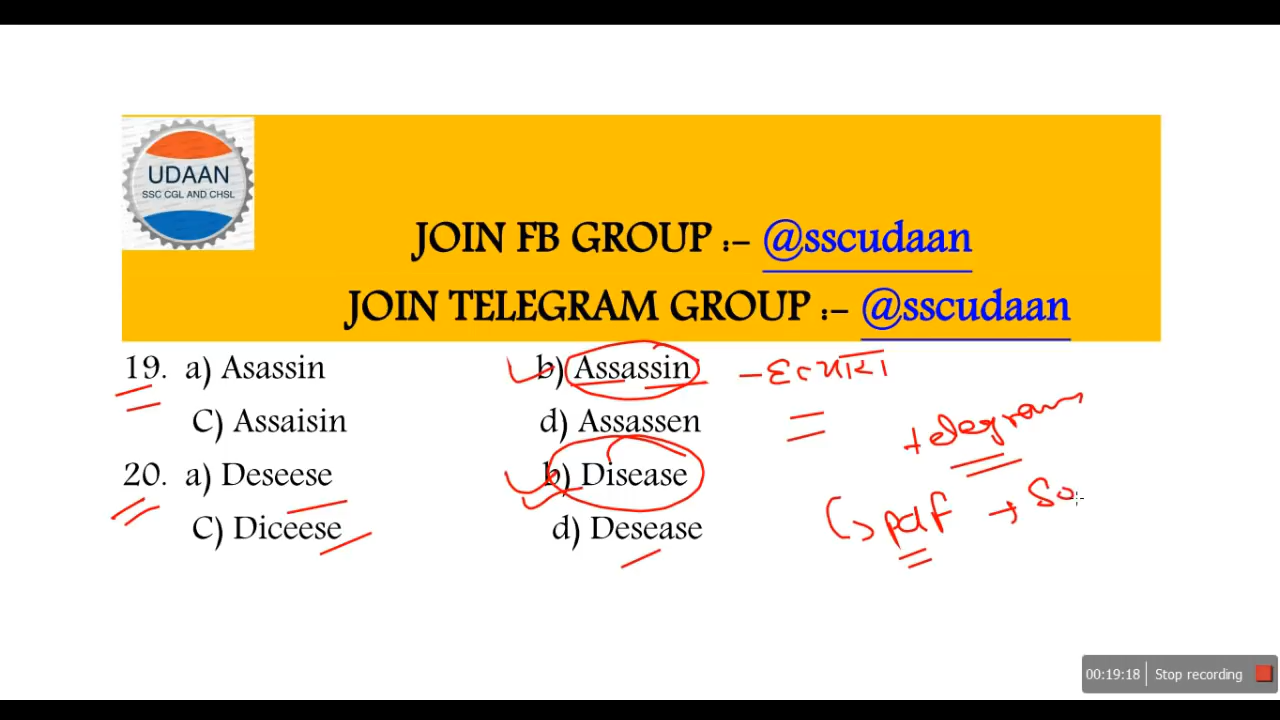 UDAAN
SSC CGL AND CHSL
JOIN FB GROUP :- @sscudaan
JOIN TELEGRAM GROUP :- @sscudaan
19. a) Asassin b) Assassin - हत्यारा
C) Assaisin d) Assassen
telegram
20. a) Deseese b) Disease
C) Diceese d) Desease
pdf →
00:19:18 Stop recording